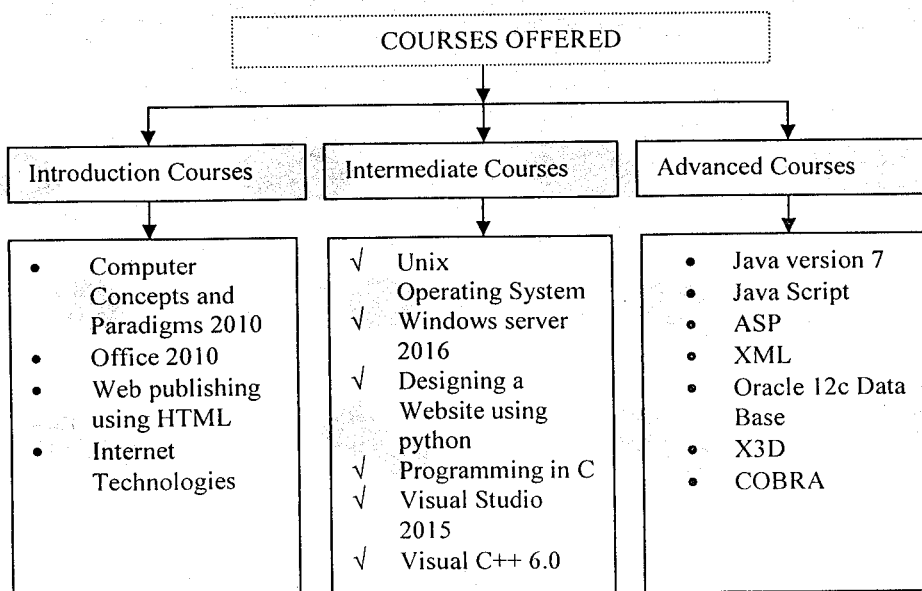 COURSES OFFERED
Introduction Courses
Intermediate Courses
Advanced Courses
• Computer
Concepts and
Paradigms 2010
• Office 2010
• Web publishing
using HTML
• Internet
Technologies
√ Unix
Operating System
√ Windows server
2016
√ Designing a
Website using
python
√ Programming in C
√ Visual Studio
2015
√ Visual C++ 6.0
• Java version 7
• Java Script
• ASP
• XML
• Oracle 12c Data
Base
• X3D
• COBRA